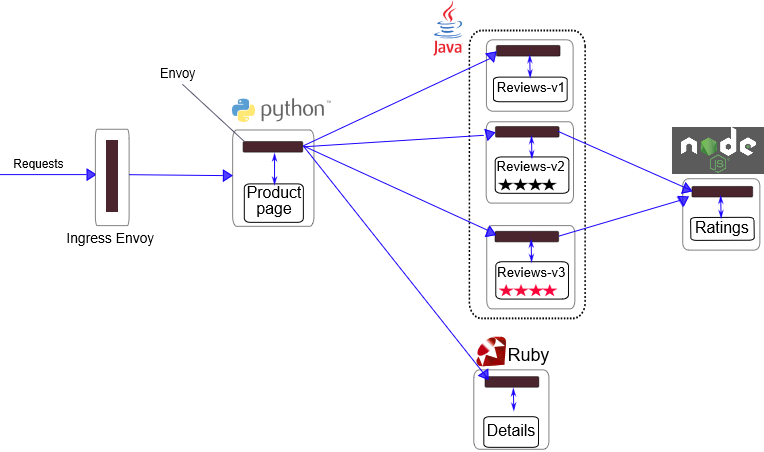 Java
Envoy
python™
Reviews-v1
node
JS
Requests
Reviews-v2
Product
page
Ratings
Ingress Envoy
Reviews-v3
Ruby
Details